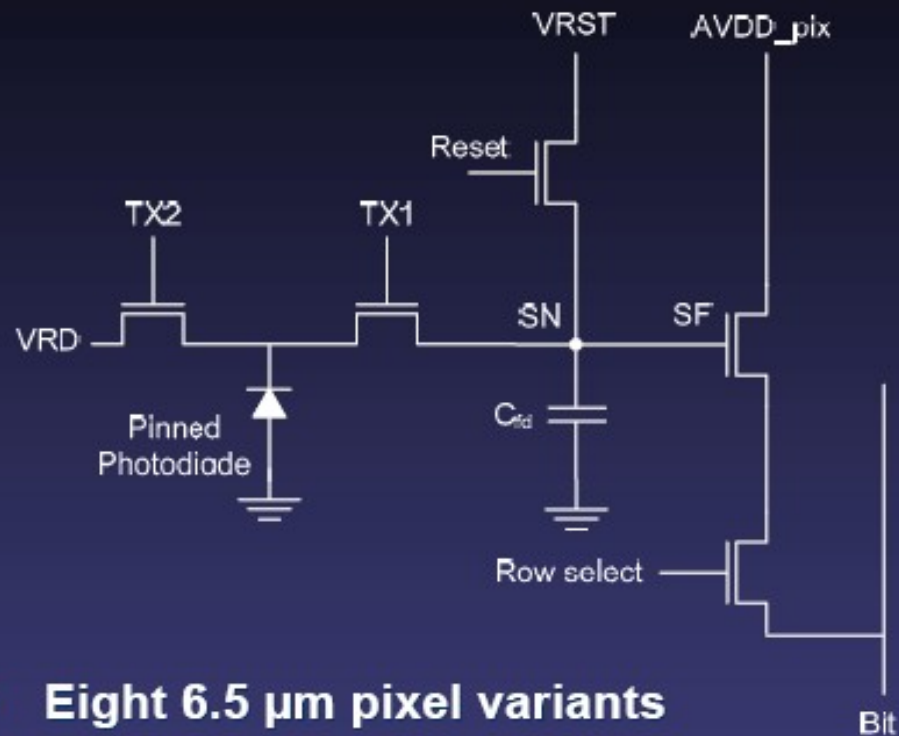 VRST
AVDD_pix
Reset
TX2
TX1
SN
SF
VRD
Pinned
Photodiode
Cfd
Row select
Eight 6.5 μm pixel variants
Bit